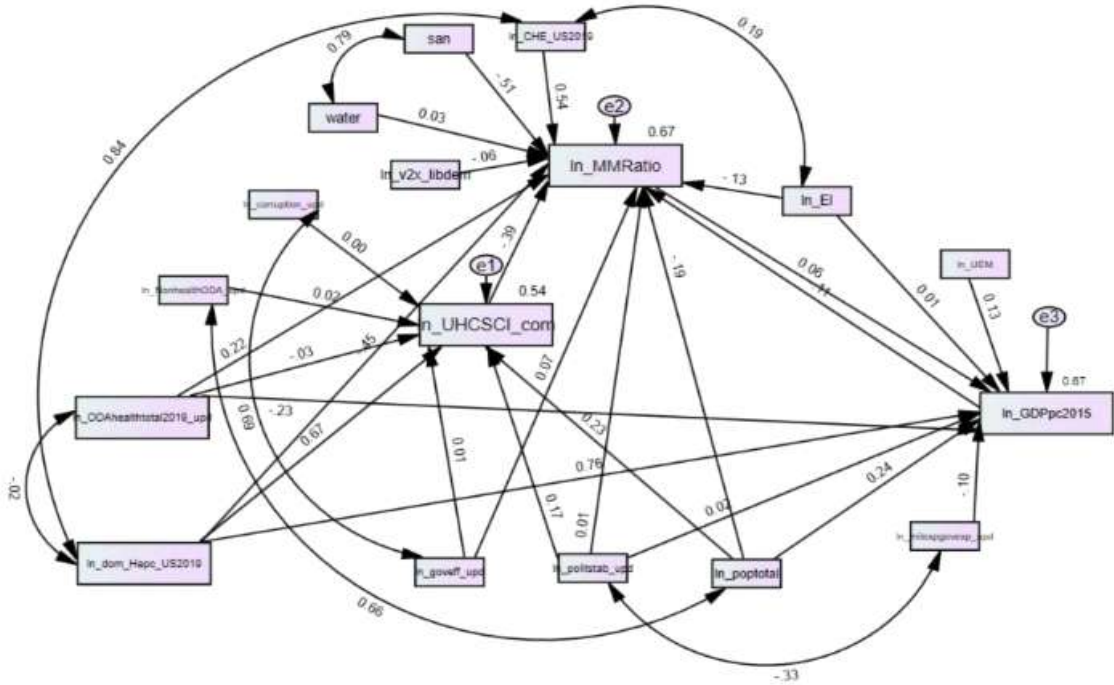 san
ln_CHE_US2019
0.19
0.79
-.51
0.54
e2
0.67
water
0.03
ln_MMRatio
0.84
ln_v2x_libdem
-.06
-.13
ln_EI
ln_corruption_upd
0.00
-.39
-.19
e1
0.06
ln_UEM
0.54
0.02
-.11
0.01
0.13
n_UHCSCI_com
e3
0.22
-.03
-.45
0.07
0.67
ln_ODAhealthtotal2019_upd
0.69
-.23
ln_GDPpc2015
0.67
0.01
0.23
0.76
0.24
-.10
-.02
0.17
0.01
0.02
ln_dom_Hepc_US2019
ln_goveff_upd
ln_politstab_upd
ln_poptotal
0.66
-.33